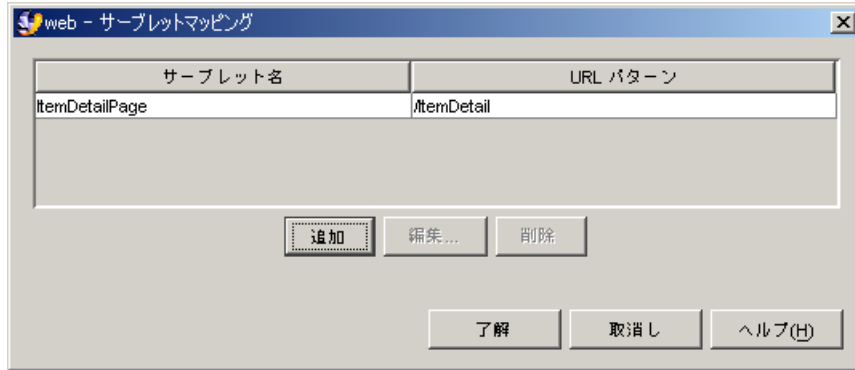 web - サーブレットマッピング
サーブレット名 URL パターン
ItemDetailPage /ItemDetail
追加 編集... 削除
了解 取消し ヘルプ(H)